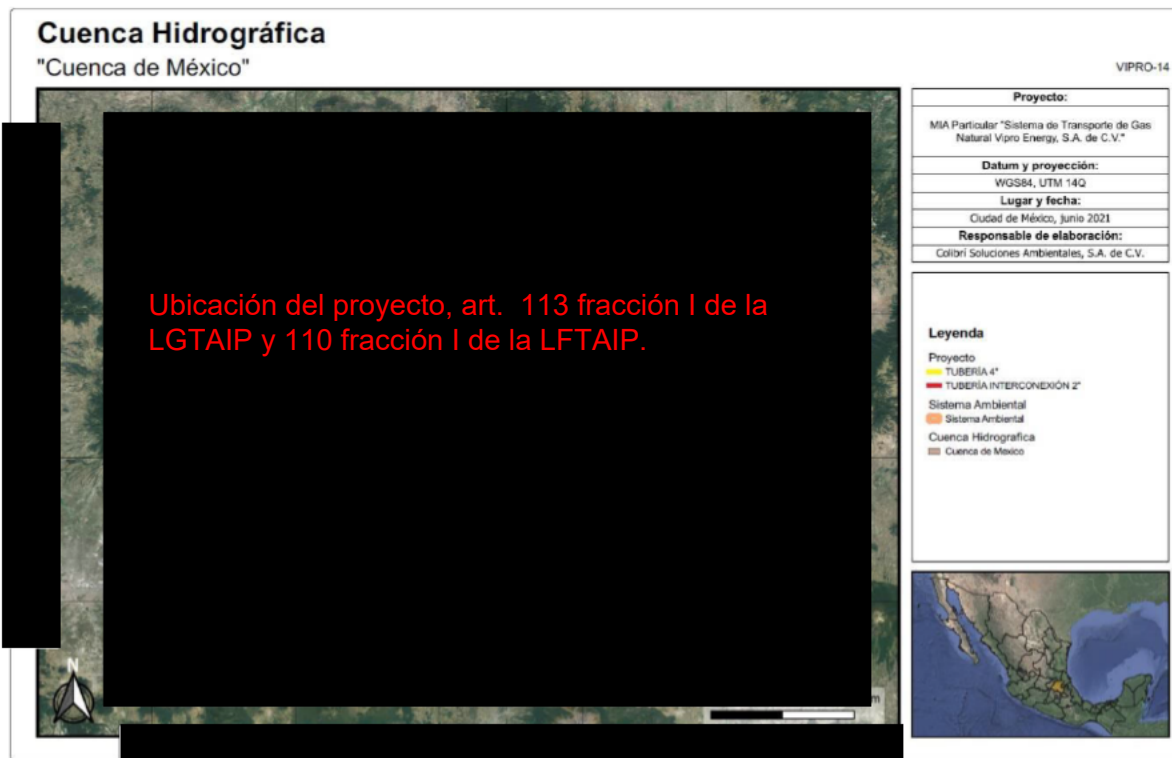 Cuenca Hidrográfica
"Cuenca de México"
VIPRO-14
Proyecto:
MIA Particular "Sistema de Transporte de Gas
Natural Vipro Energy, S.A. de C.V."
Datum y proyección:
WGS84, UTM 14Q
Lugar y fecha:
Ciudad de México, junio 2021
Responsable de elaboración:
Colibrí Soluciones Ambientales, S.A. de C.V.
Ubicación del proyecto, art. 113 fracción I de la
LGTAIP y 110 fracción I de la LFTAIP.
Leyenda
Proyecto
TUBERÍA 4"
TUBERÍA INTERCONEXIÓN 2"
Sistema Ambiental
Sistema Ambiental
Cuenca Hidrografica
Cuenca de Mexico
N
m